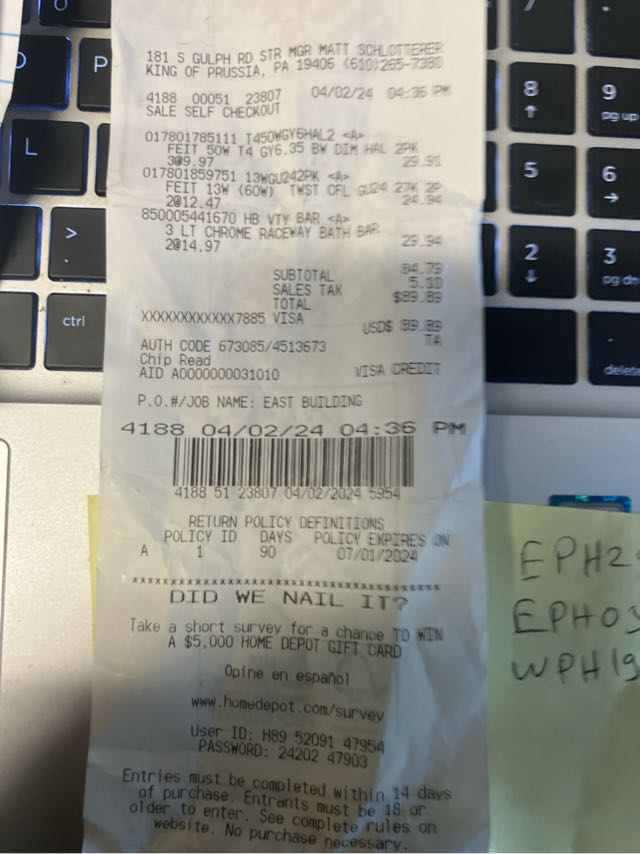 181 S GULPH RD STR MGR MATT SCHLOTTERER
KING OF PRUSSIA, PA 19406 (610)265-7380
4188 00051 23807 04/02/24 04:36 PM
SALE SELF CHECKOUT
017801785111 T450WGY6HAL2 <A>
FEIT 50W T4 GY6.35 BW DIM HAL 2PK
3@9.97 29.91
017801859751 13WGU242PK <A>
FEIT 13W (60W) TWST CFL GU24 27K 2P
2@12.47 24.94
850005441670 HB VTY BAR <A>
3 LT CHROME RACEWAY BATH BAR
2@14.97 29.94
SUBTOTAL 84.79
SALES TAX 5.10
TOTAL $89.89
XXXXXXXXXXXX7885 VISA
USD$ 89.89
AUTH CODE 673085/4513673 TA
Chip Read
AID A0000000031010 VISA CREDIT
P.O.#/JOB NAME: EAST BUILDING
4188 04/02/24 04:36 PM
4188 51 23807 04/02/2024 5954
RETURN POLICY DEFINITIONS
POLICY ID DAYS POLICY EXPIRES ON
A 1 90 07/01/2024
DID WE NAIL IT?
Take a short survey for a chance TO WIN
A $5,000 HOME DEPOT GIFT CARD
Opine en español
www.homedepot.com/survey
User ID: H89 52091 47954
PASSWORD: 24202 47903
Entries must be completed within 14 days
of purchase. Entrants must be 18 or
older to enter. See complete rules on
website. No purchase necessary.
P
L
>
.
ctrl
7
8
↑
9
pg up
5
6
→
2
↓
3
pg dn
.
delete
EPH2
EPH03
WPH19